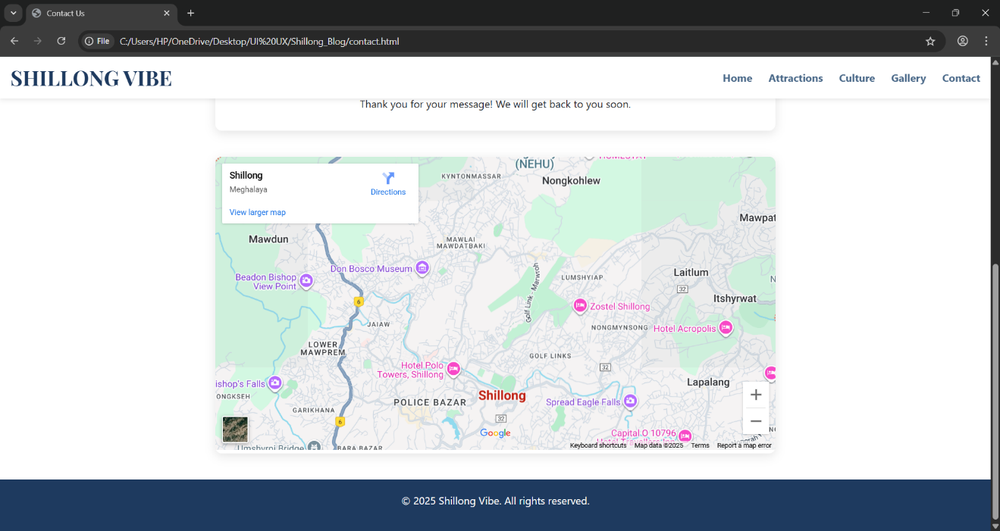 Contact Us
File C:/Users/HP/OneDrive/Desktop/UI%20UX/Shillong_Blog/contact.html
SHILLONG VIBE
Home Attractions Culture Gallery Contact
Thank you for your message! We will get back to you soon.
Shillong
Meghalaya
Directions
View larger map
(NEHU)
KYNTONMASSAR
Nongkohlew
Mawpat
Mawdun
MAWLAI
MAWDATBAKI
Don Bosco Museum
Beadon Bishop
View Point
LUMSHYIAP
Laitlum
32
Itshyrwat
6
Golf Link - Marwroh
Zostel Shillong
JAIAW
NONGMYNSONG
Hotel Acropolis
LOWER
MAWPREM
GOLF LINKS
Hotel Polo
Towers, Shillong
32
ishop's Falls
ONGKSEH
Lapalang
Shillong
POLICE BAZAR
Spread Eagle Falls
GARIKHANA
6
32
Google
Capital O 10796
Umshyrpi Bridge
BARA BAZAR
Keyboard shortcuts Map data ©2025 Terms Report a map error
© 2025 Shillong Vibe. All rights reserved.